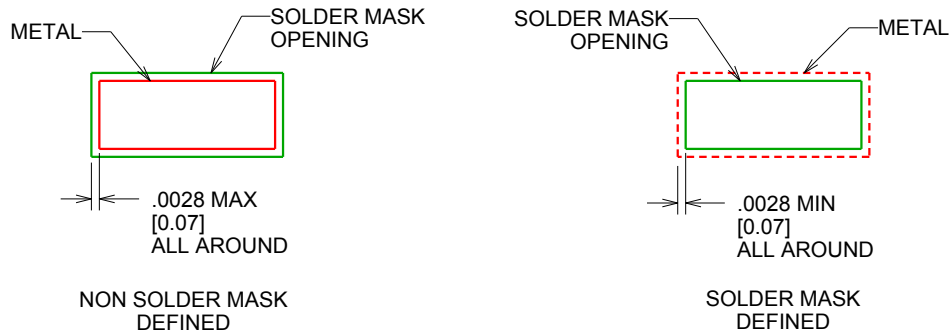 METAL
SOLDER MASK
OPENING
.0028 MAX
[0.07]
ALL AROUND
NON SOLDER MASK
DEFINED
SOLDER MASK
OPENING
METAL
.0028 MIN
[0.07]
ALL AROUND
SOLDER MASK
DEFINED